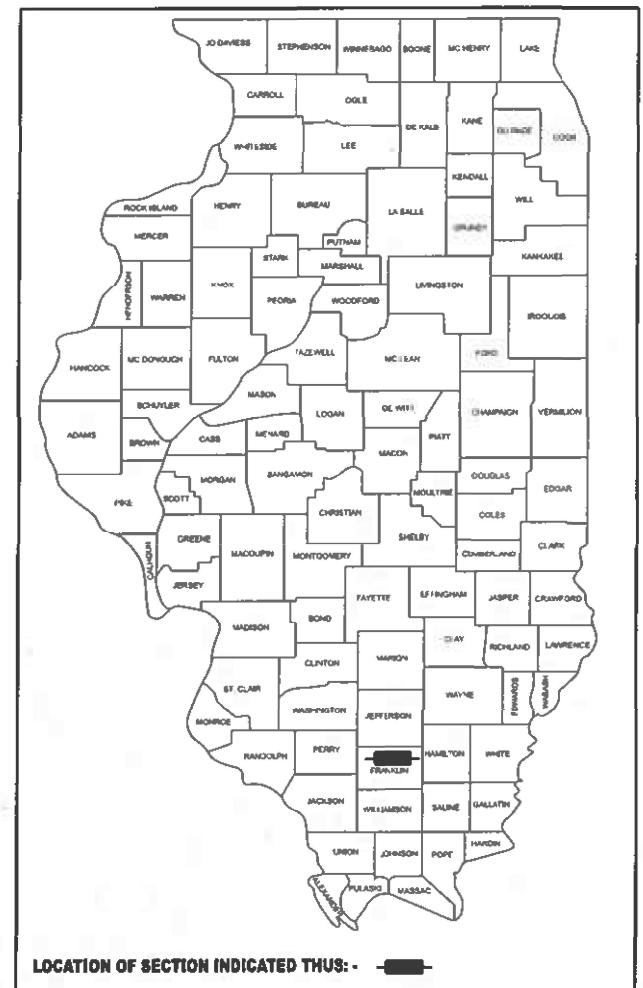 JO DAVIESS STEPHENSON WINNEBAGO BOONE MC HENRY LAKE
CARROLL OGLE
DE KALB KANE DU PAGE COOK
WHITESIDE LEE
KENDALL WILL
ROCK ISLAND HENRY BUREAU LA SALLE GRUNDY
MERCER PUTNAM
STARK MARSHALL KANKAKEE
HENDERSON WARREN KNOX PEORIA WOODFORD LIVINGSTON
IROQUOIS
HANCOCK MC DONOUGH FULTON TAZEWELL MC LEAN FORD
SCHUYLER MASON
ADAMS BROWN CASS MENARD LOGAN DE WITT PIATT CHAMPAIGN VERMILION
MACON
PIKE SCOTT MORGAN SANGAMON MOULTRIE DOUGLAS EDGAR
CHRISTIAN COLES
CALHOUN GREENE MACOUPIN MONTGOMERY SHELBY CUMBERLAND CLARK
JERSEY FAYETTE EFFINGHAM JASPER CRAWFORD
MADISON BOND
CLAY RICHLAND LAWRENCE
CLINTON MARION
ST. CLAIR WAYNE EDWARDS WABASH
WASHINGTON JEFFERSON
MONROE
RANDOLPH PERRY HAMILTON WHITE
FRANKLIN
JACKSON WILLIAMSON SALINE GALLATIN
UNION JOHNSON POPE HARDIN
ALEXANDER PULASKI MASSAC
LOCATION OF SECTION INDICATED THUS: -